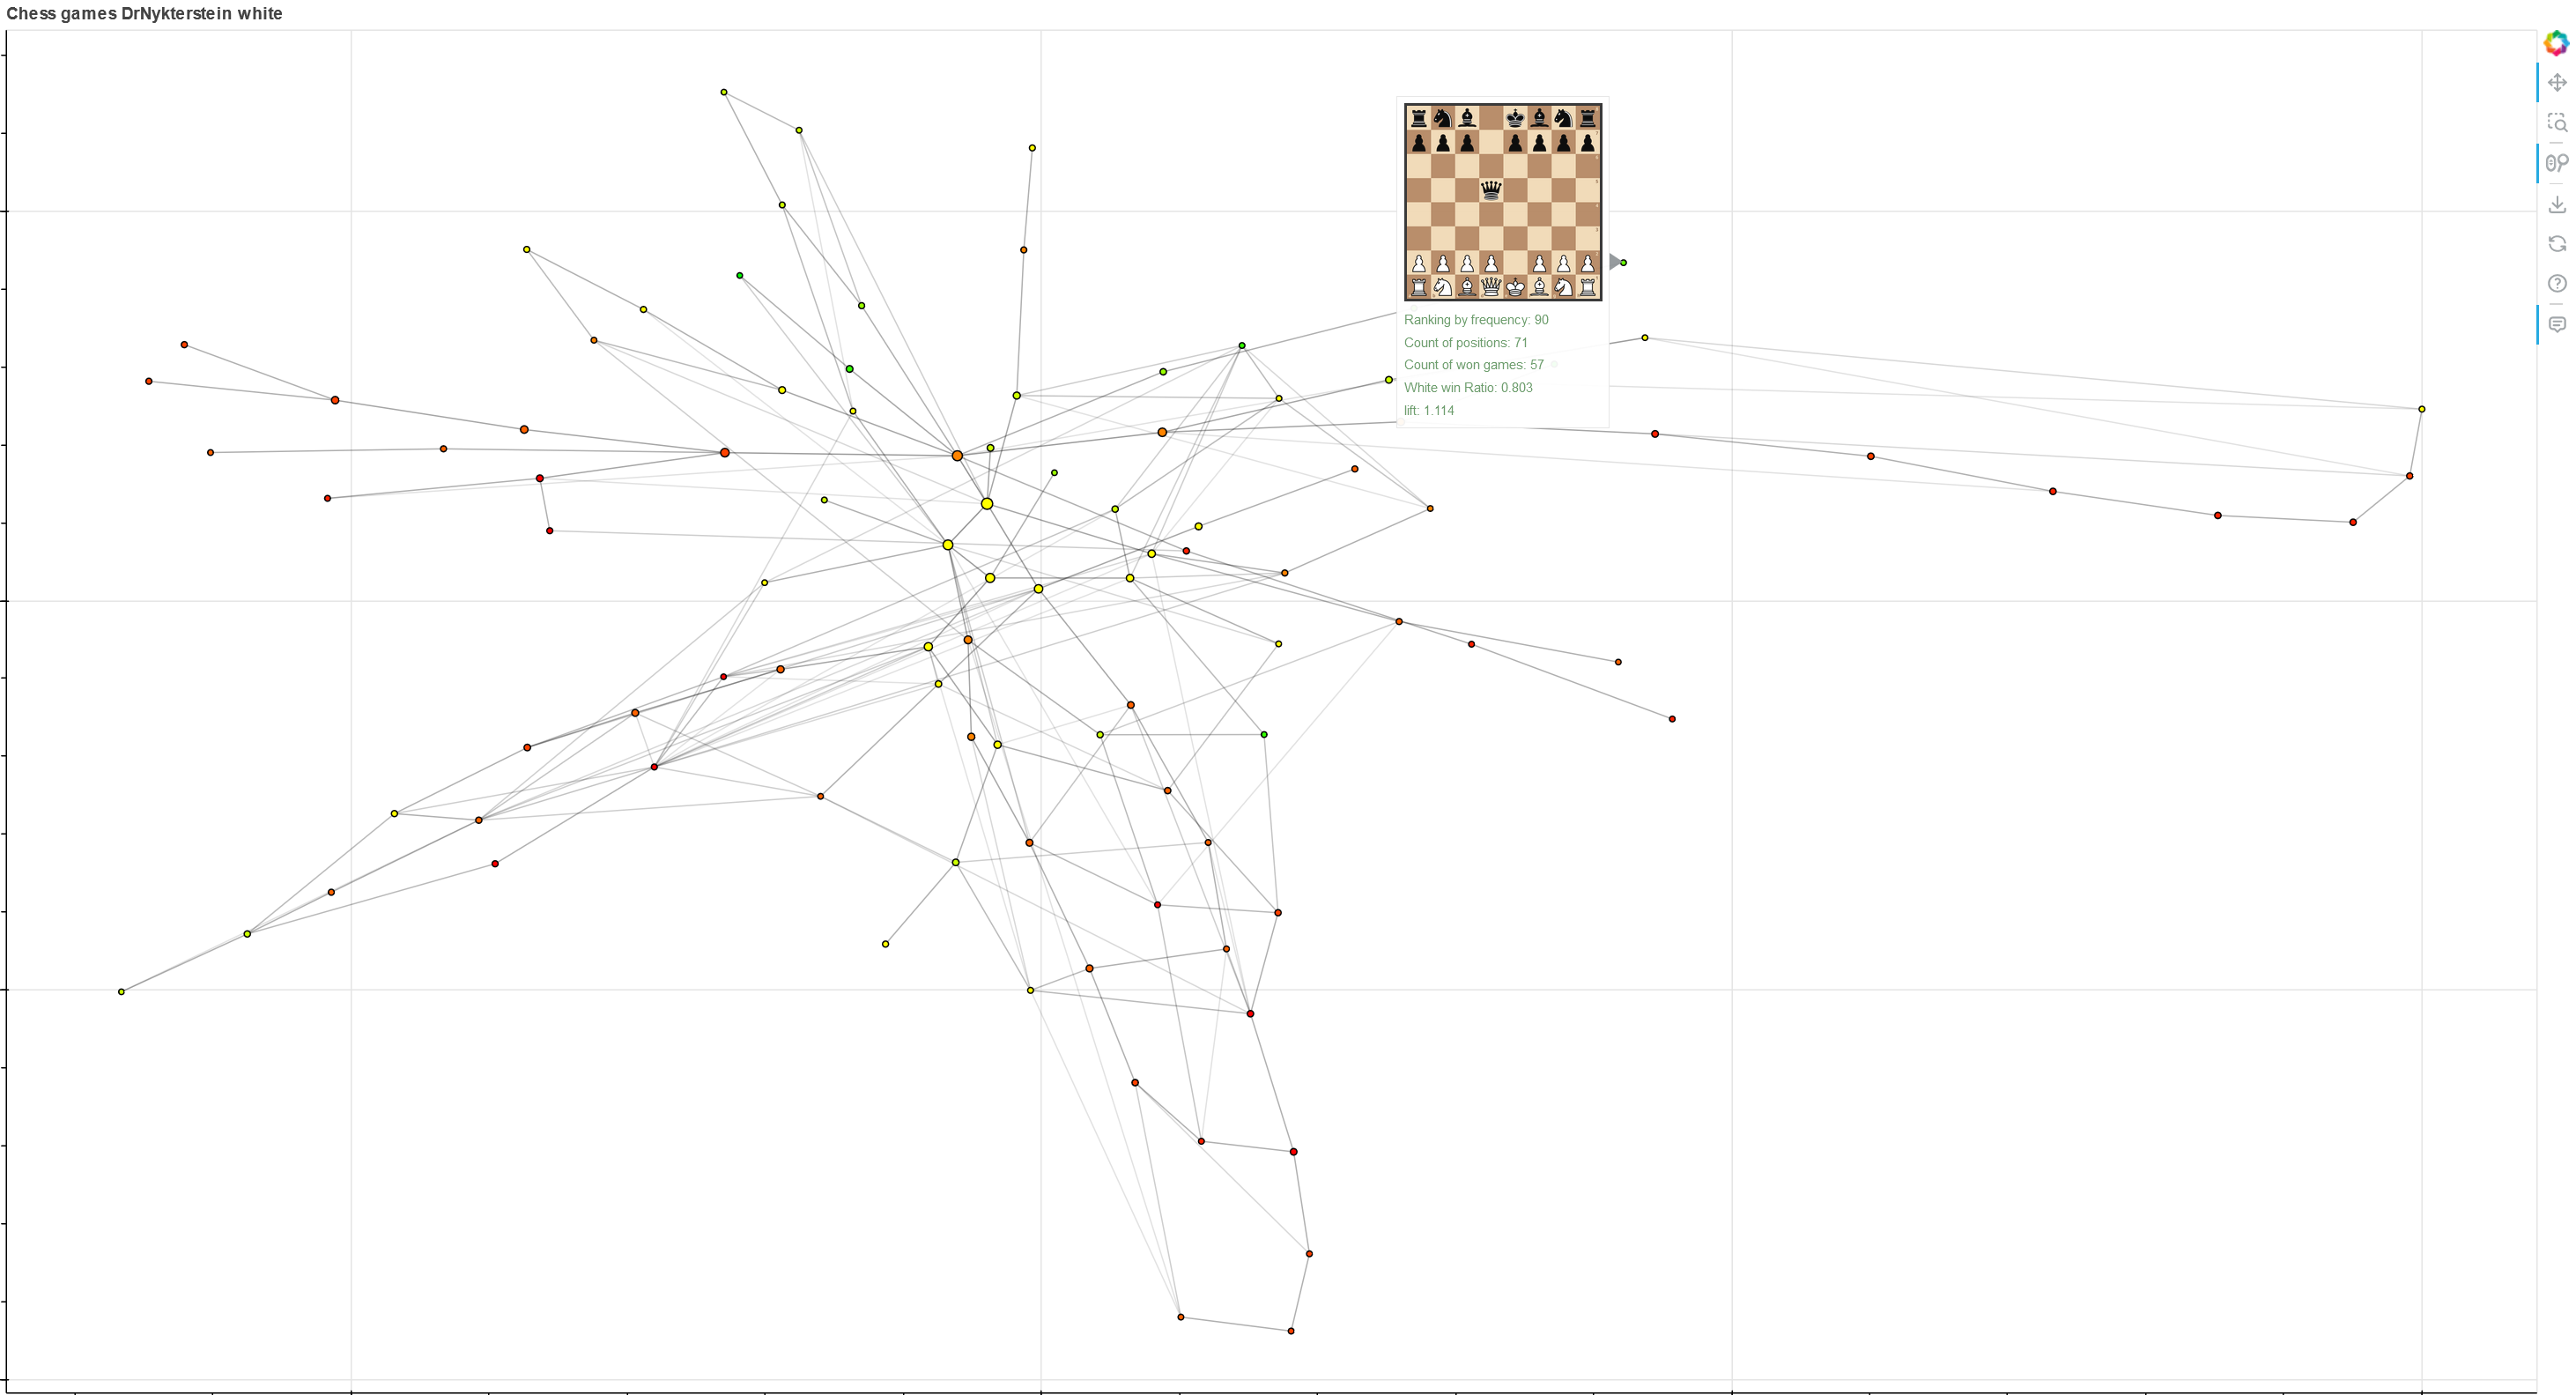 Chess games DrNykterstein white
Ranking by frequency: 90
Count of positions: 71
Count of won games: 57
White win Ratio: 0.803
lift: 1.114